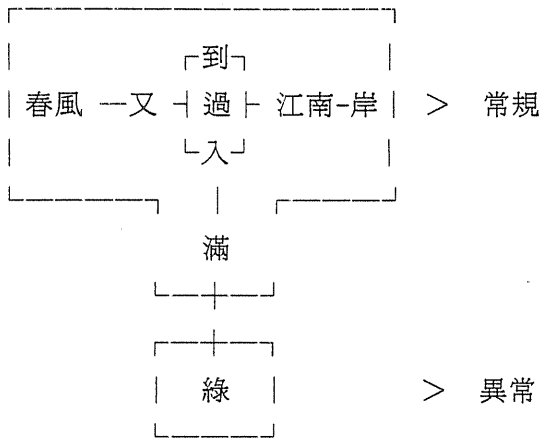 到
春風 — 又 過 江南-岸 > 常規
入
滿
綠 > 異常